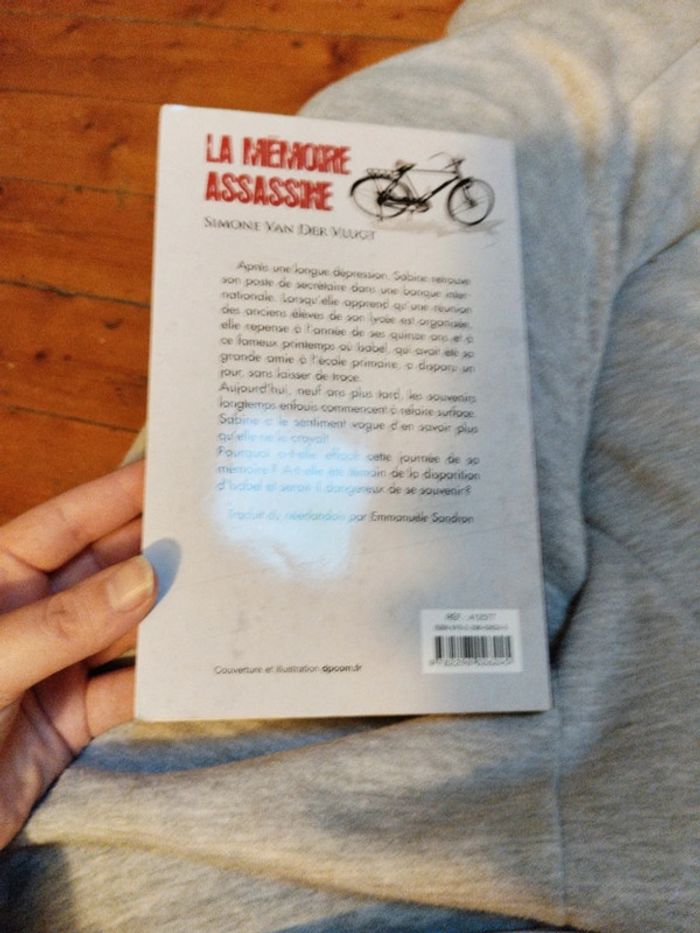 LA MÉMOIRE
ASSASSINE
SIMONE VAN DER VLUGT
Après une longue dépression, Sabine retrouve
son poste de secrétaire dans une banque inter-
nationale. Lorsqu'elle apprend qu'une réunion
des anciens élèves de son lycée est organisée,
elle repense à l'année de ses quinze ans et à
ce fameux printemps où Isabel, qui avait été sa
grande amie à l'école primaire, a disparu un
jour, sans laisser de trace.
Aujourd'hui, neuf ans plus tard, les souvenirs
longtemps enfouis commencent à refaire surface.
Sabine a le sentiment vague d'en savoir plus
qu'elle ne le croyait!
Pourquoi a-t-elle effacé cette journée de sa
mémoire? A-t-elle été témoin de la disparition
d'Isabel et serait-il dangereux de se souvenir?
Traduit du néerlandais par Emmanuèle Sandron
RÉF. :
Couverture et illustration dpcom.fr